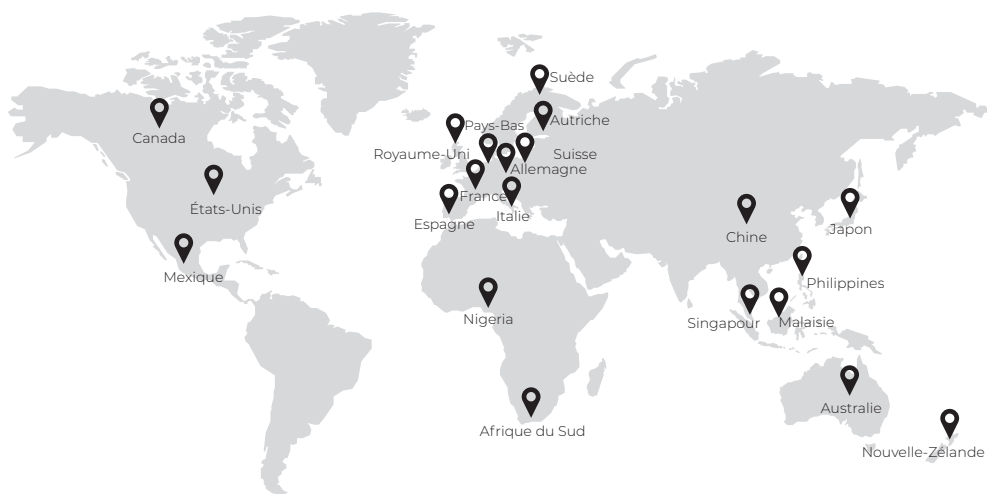 Suède
Autriche
Pays-Bas
Canada
Royaume-Uni
Suisse
Allemagne
France
États-Unis
Italie
Espagne
Japon
Chine
Mexique
Philippines
Nigeria
Singapour
Malaisie
Australie
Afrique du Sud
Nouvelle-Zélande